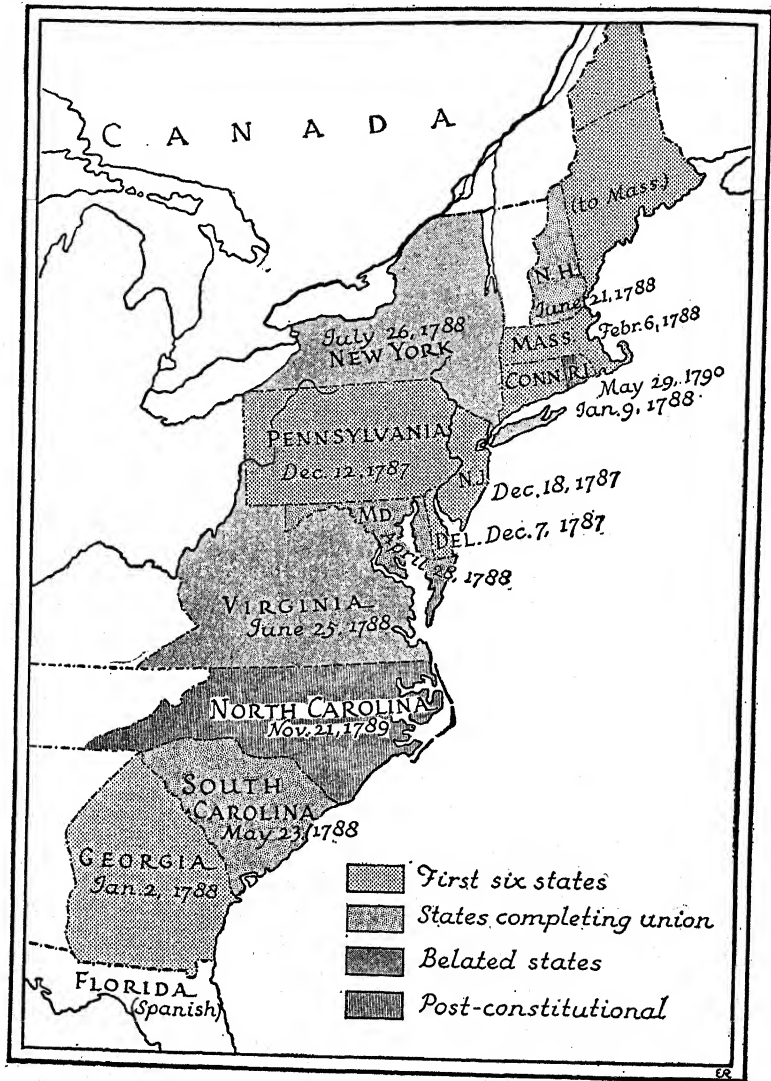 CANADA
(to Mass.)
N.H.
June 21, 1788
July 26, 1788
NEW YORK
MASS.
Febr. 6, 1788
CONN.
R.I.
May 29, 1790
Jan. 9, 1788.
PENNSYLVANIA
Dec. 12, 1787
N.J.
Dec. 18, 1787
MD.
DEL. Dec. 7, 1787
April 28, 1788
VIRGINIA
June 25, 1788
NORTH CAROLINA
Nov. 21, 1789
SOUTH
CAROLINA
May 23, 1788
GEORGIA
Jan. 2, 1788
First six states
States completing union
Belated states
Post-constitutional
FLORIDA
(Spanish)
ER